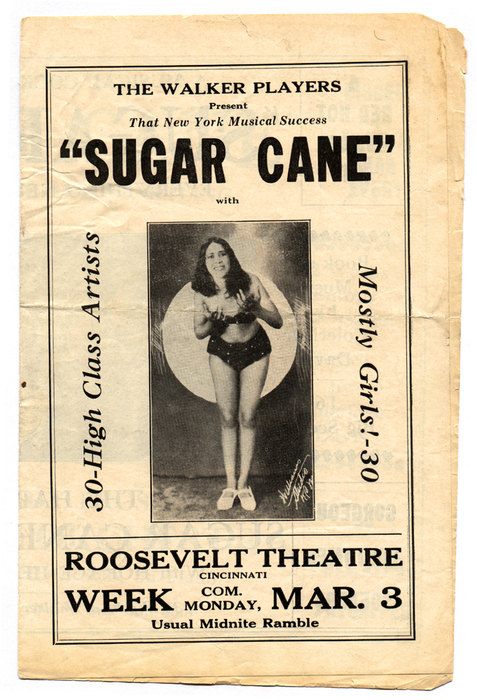 THE WALKER PLAYERS
Present
That New York Musical Success
"SUGAR CANE"
with
30-High Class Artists
Mostly Girls!-30
ROOSEVELT THEATRE
CINCINNATI
WEEK COM. MONDAY, MAR. 3
Usual Midnite Ramble